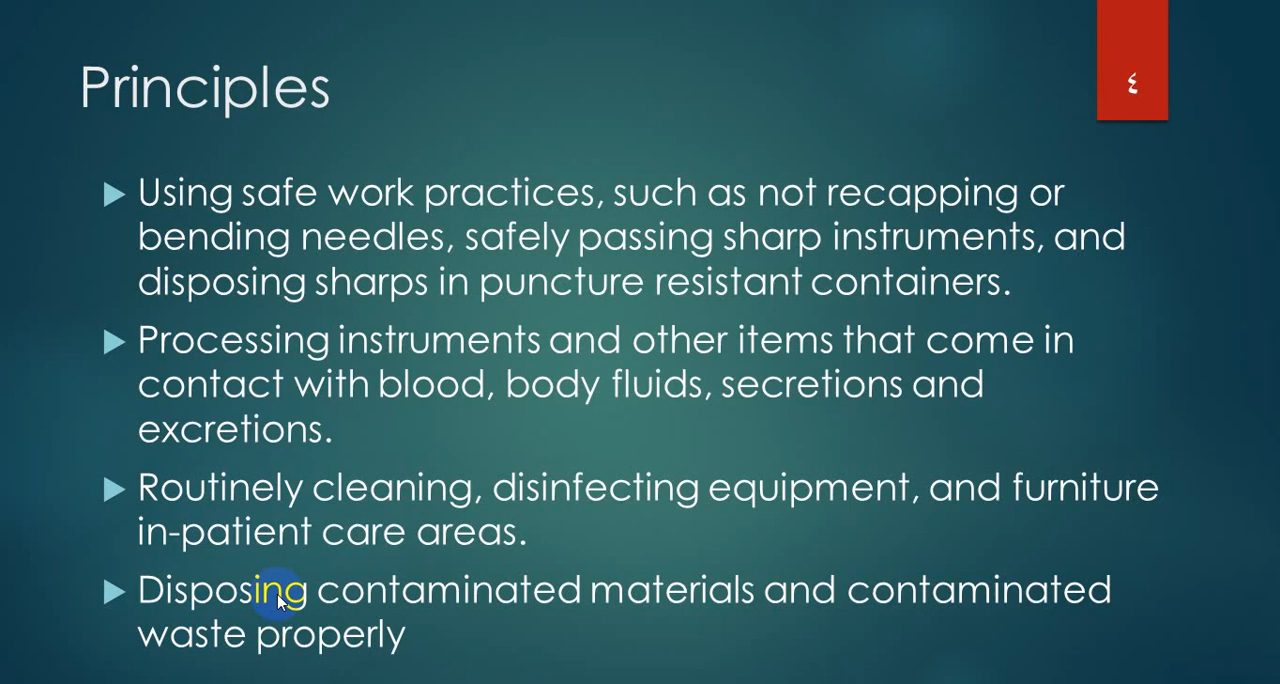 Principles
٤
Using safe work practices, such as not recapping or
bending needles, safely passing sharp instruments, and
disposing sharps in puncture resistant containers.
Processing instruments and other items that come in
contact with blood, body fluids, secretions and
excretions.
Routinely cleaning, disinfecting equipment, and furniture
in-patient care areas.
Disposing contaminated materials and contaminated
waste properly